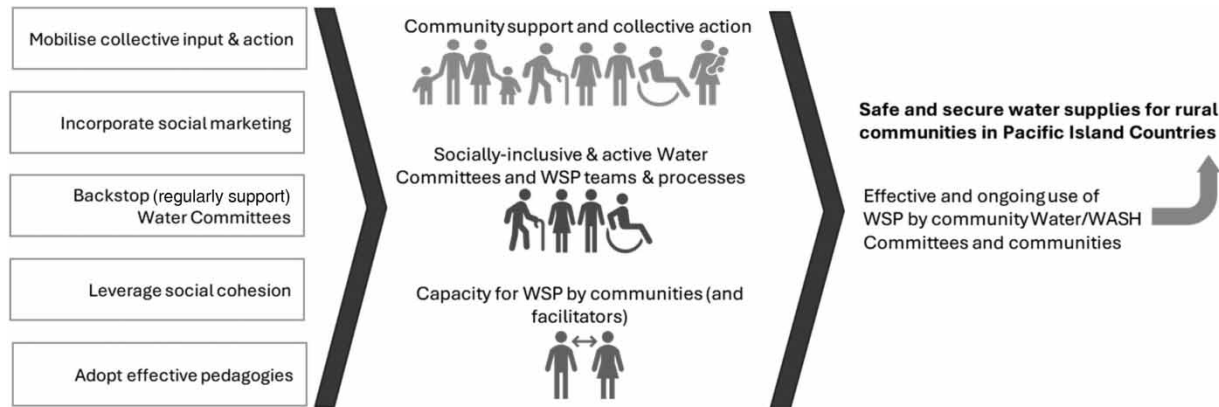 Mobilise collective input & action
Incorporate social marketing
Backstop (regularly support)
Water Committees
Leverage social cohesion
Adopt effective pedagogies
Community support and collective action
Socially-inclusive & active Water
Committees and WSP teams & processes
Capacity for WSP by communities (and
facilitators)
Safe and secure water supplies for rural
communities in Pacific Island Countries
Effective and ongoing use of
WSP by community Water/WASH
Committees and communities